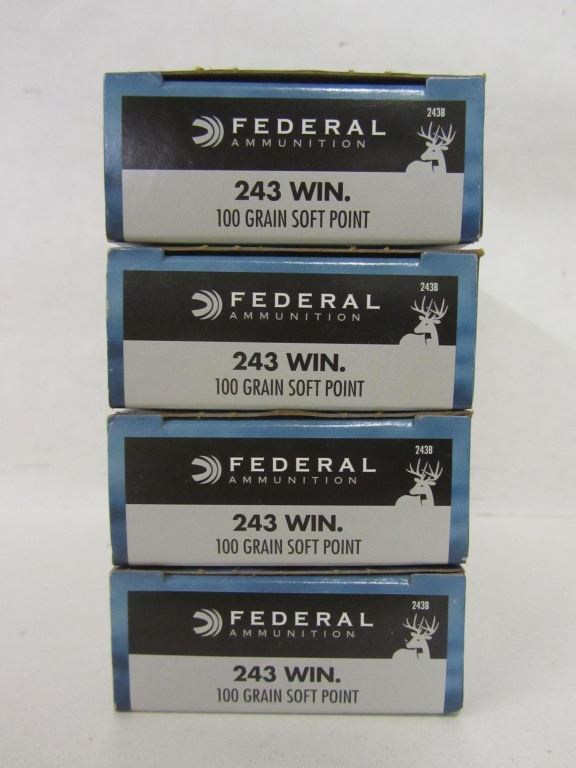 243B
FEDERAL
AMMUNITION
243 WIN.
100 GRAIN SOFT POINT
243B
FEDERAL
AMMUNITION
243 WIN.
100 GRAIN SOFT POINT
243B
FEDERAL
AMMUNITION
243 WIN.
100 GRAIN SOFT POINT
243B
FEDERAL
AMMUNITION
243 WIN.
100 GRAIN SOFT POINT